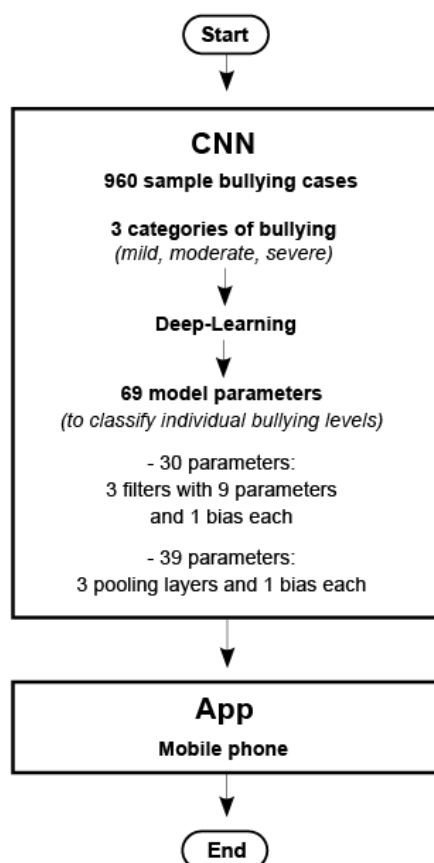 Start
CNN
960 sample bullying cases
3 categories of bullying
(mild, moderate, severe)
Deep-Learning
69 model parameters
(to classify individual bullying levels)
- 30 parameters:
3 filters with 9 parameters
and 1 bias each
- 39 parameters:
3 pooling layers and 1 bias each
App
Mobile phone
End